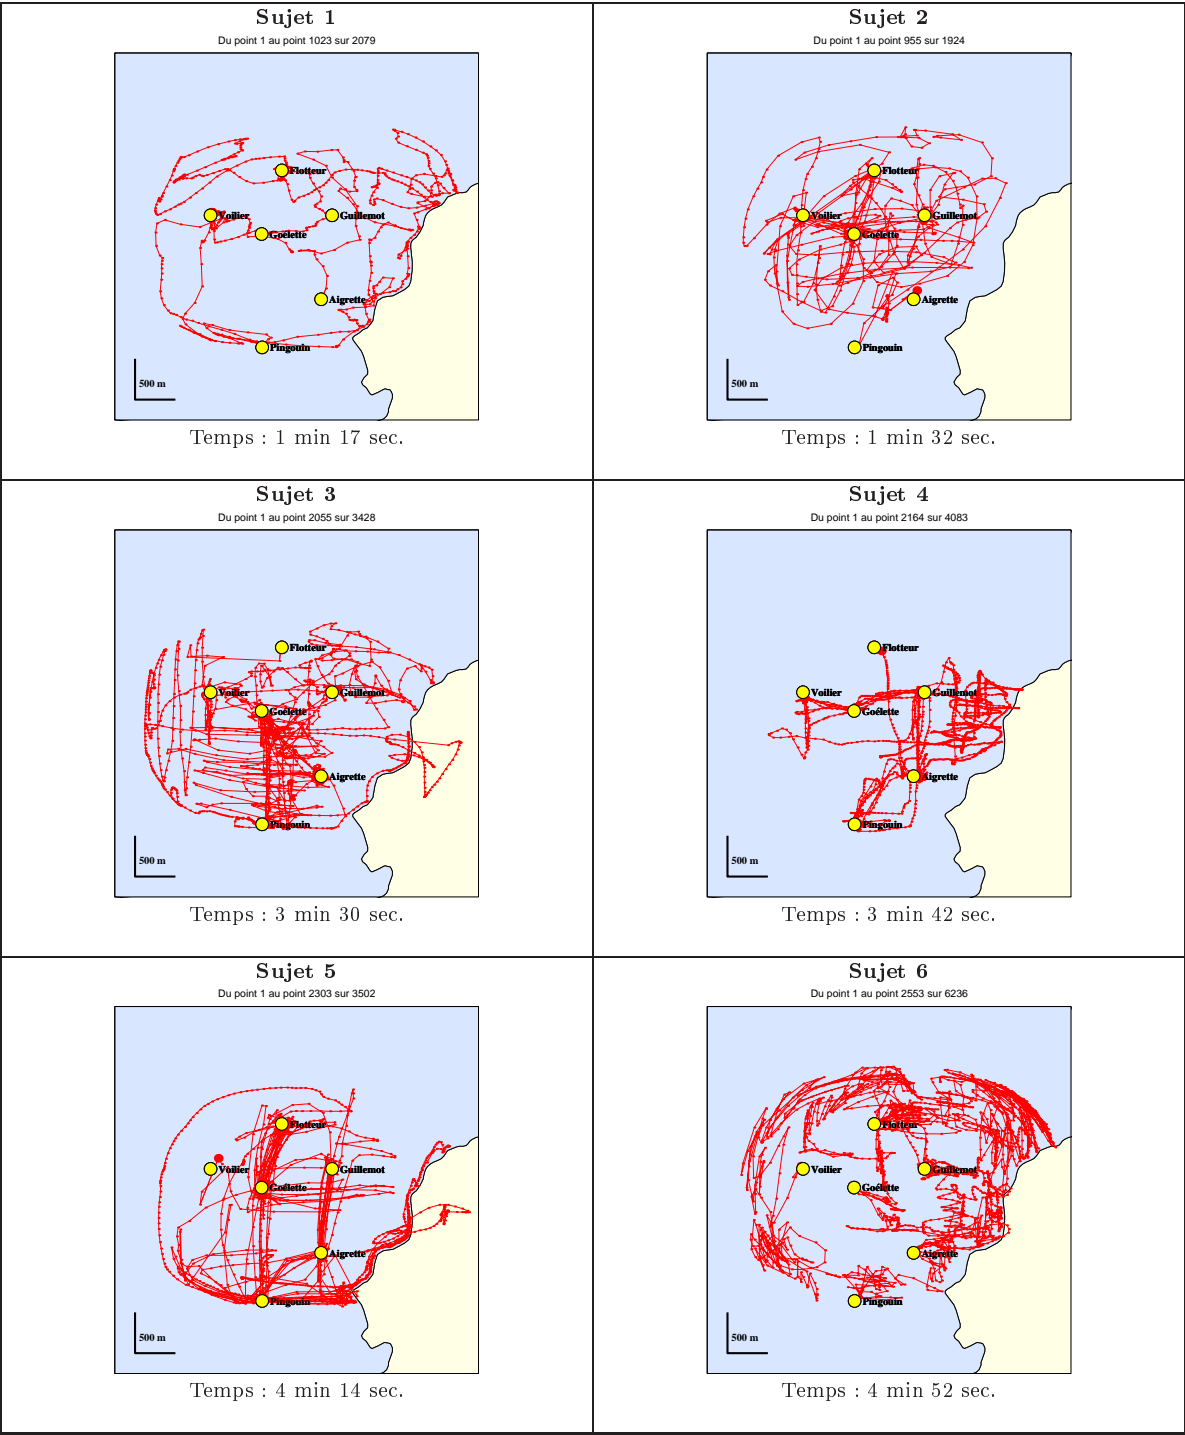 Sujet 1
Du point 1 au point 1023 sur 2079
Flotteur
Voilier
Guillemot
Goélette
Aigrette
Pingouin
500 m
Temps : 1 min 17 sec.
Sujet 2
Du point 1 au point 955 sur 1924
Flotteur
Voilier
Guillemot
Goélette
Aigrette
Pingouin
500 m
Temps : 1 min 32 sec.
Sujet 3
Du point 1 au point 2055 sur 3428
Flotteur
Voilier
Guillemot
Goélette
Aigrette
Pingouin
500 m
Temps : 3 min 30 sec.
Sujet 4
Du point 1 au point 2164 sur 4083
Flotteur
Voilier
Guillemot
Goélette
Aigrette
Pingouin
500 m
Temps : 3 min 42 sec.
Sujet 5
Du point 1 au point 2303 sur 3502
Flotteur
Voilier
Guillemot
Goélette
Aigrette
Pingouin
500 m
Temps : 4 min 14 sec.
Sujet 6
Du point 1 au point 2553 sur 6236
Flotteur
Voilier
Guillemot
Goélette
Aigrette
Pingouin
500 m
Temps : 4 min 52 sec.